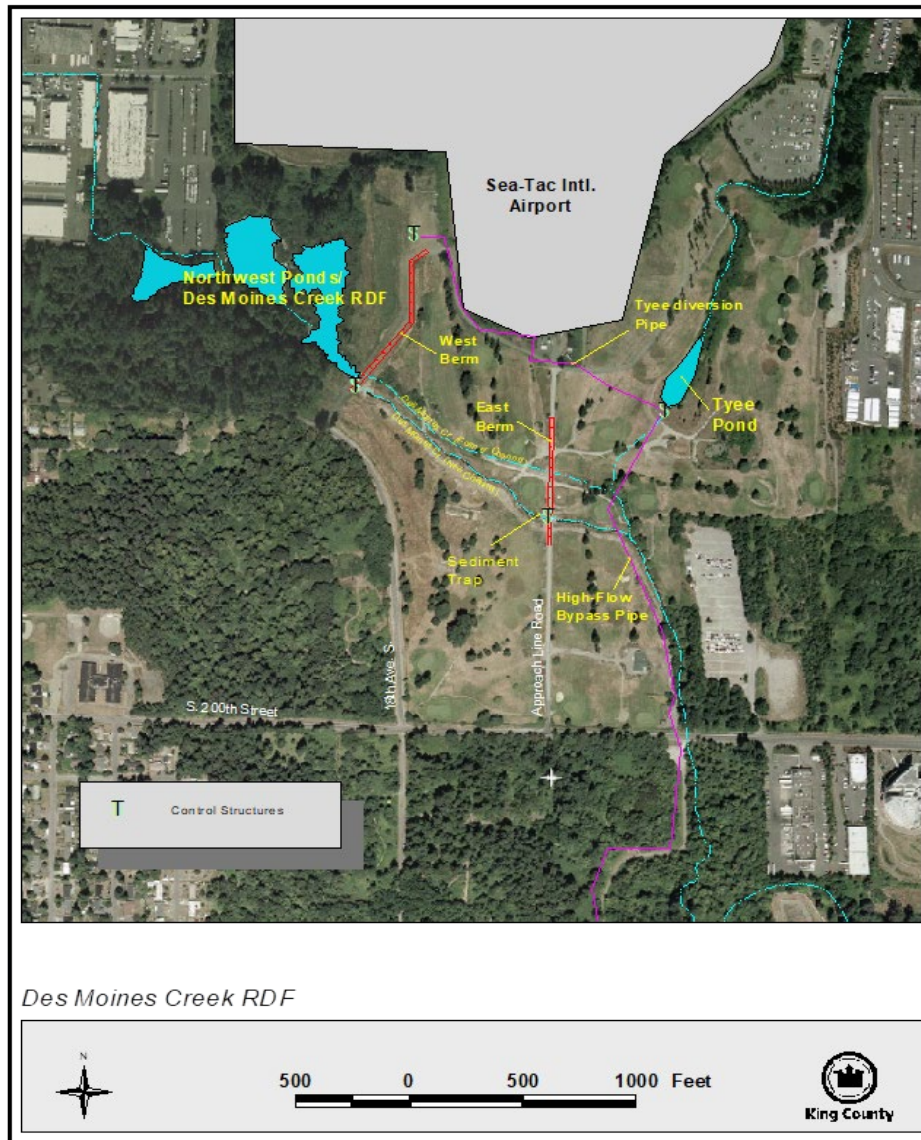 Sea-Tac Intl.
Airport
Northwest Ponds/
Des Moines Creek RDF
Tyee diversion
Pipe
West
Berm
East
Berm
Tyee
Pond
Sediment
Trap
High-Flow
Bypass Pipe
18th Ave. S.
Approach Line Road
S. 200th Street
T Control Structures
Des Moines Creek RDF
N
500 0 500 1000 Feet
King County